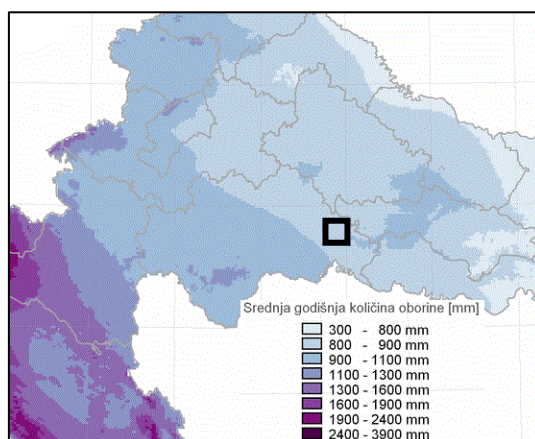 Srednja godišnja količina oborine [mm]
300 - 800 mm
800 - 900 mm
900 - 1100 mm
1100 - 1300 mm
1300 - 1600 mm
1600 - 1900 mm
1900 - 2400 mm
2400 - 3900 mm